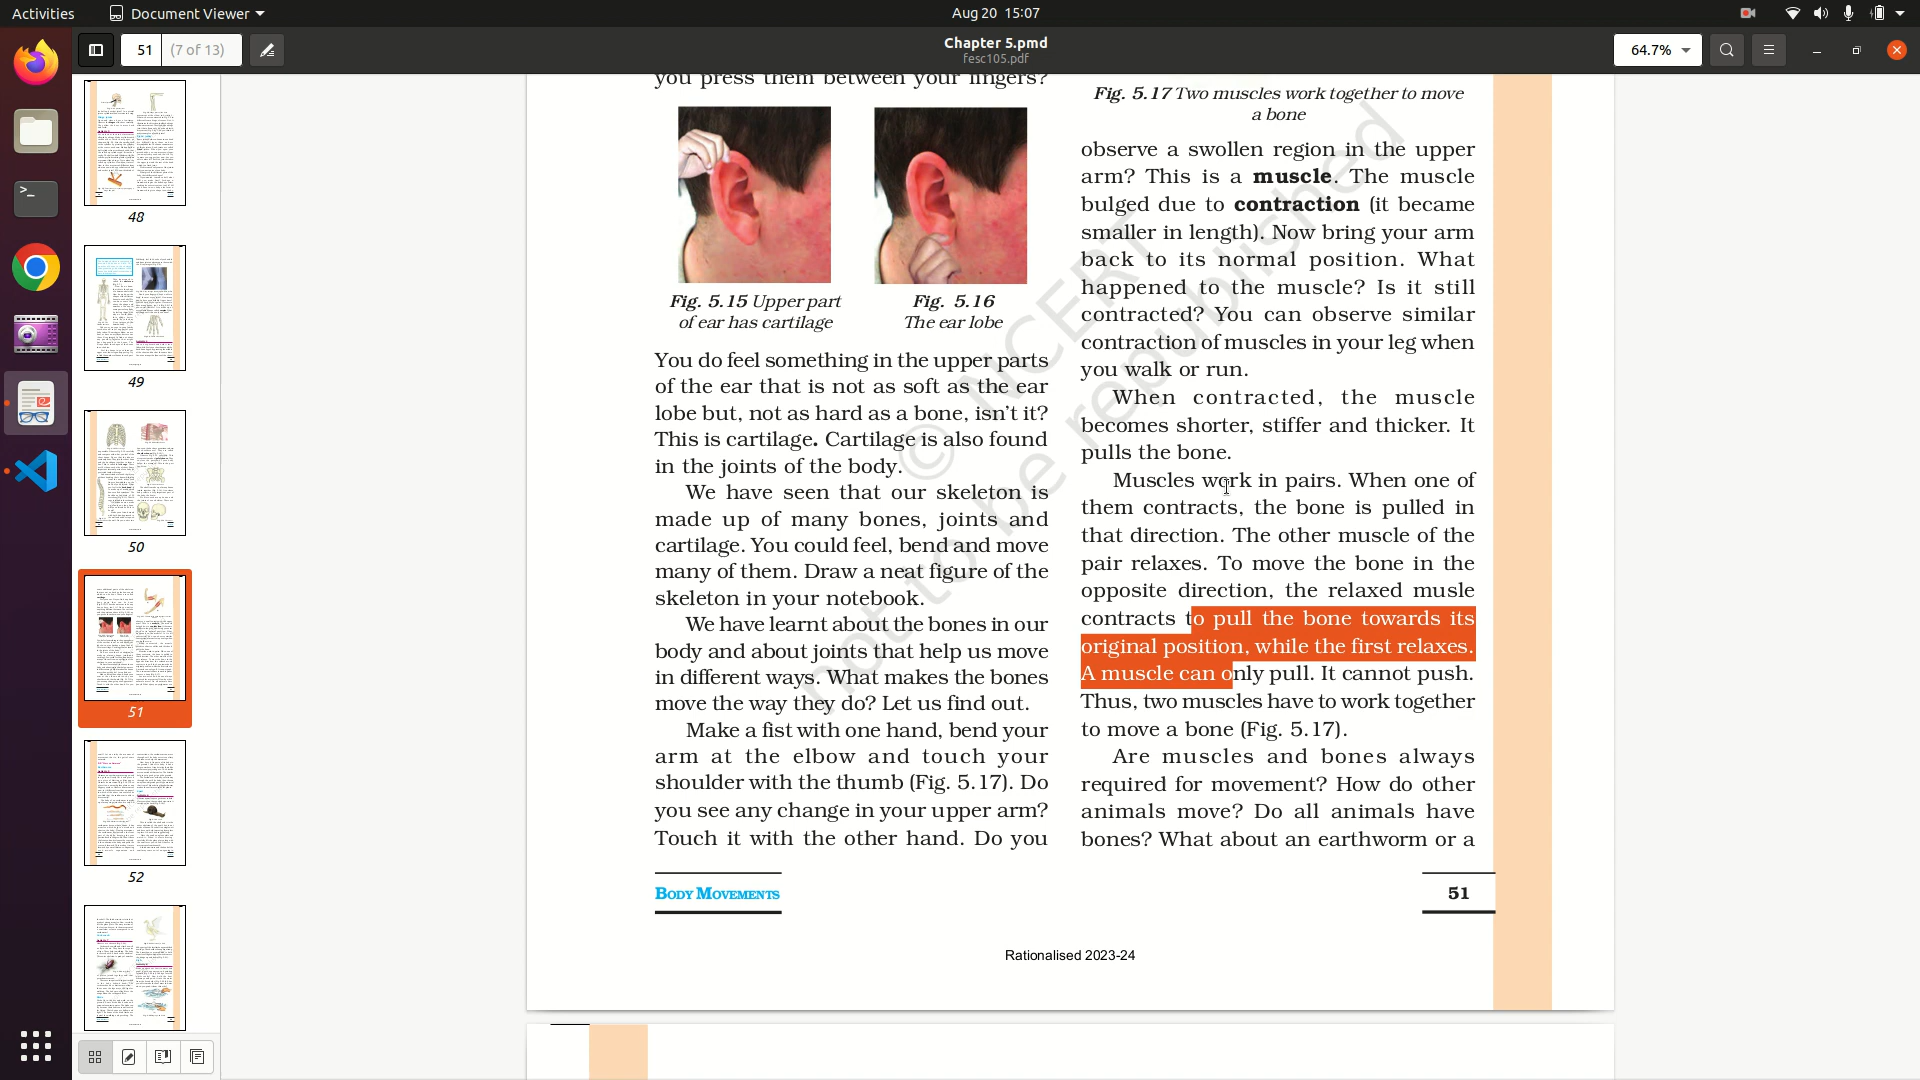 Activities
Document Viewer
Aug 20 15:07
51
(7 of 13)
Chapter 5.pmd
fesc105.pdf
64.7%
48
49
50
51
52
you press them between your fingers?
Fig. 5.15 Upper part
of ear has cartilage
Fig. 5.16
The ear lobe
You do feel something in the upper parts
of the ear that is not as soft as the ear
lobe but, not as hard as a bone, isn't it?
This is cartilage. Cartilage is also found
in the joints of the body.
We have seen that our skeleton is
made up of many bones, joints and
cartilage. You could feel, bend and move
many of them. Draw a neat figure of the
skeleton in your notebook.
We have learnt about the bones in our
body and about joints that help us move
in different ways. What makes the bones
move the way they do? Let us find out.
Make a fist with one hand, bend your
arm at the elbow and touch your
shoulder with the thumb (Fig. 5.17). Do
you see any change in your upper arm?
Touch it with the other hand. Do you
Fig. 5.17 Two muscles work together to move
a bone
observe a swollen region in the upper
arm? This is a muscle. The muscle
bulged due to contraction (it became
smaller in length). Now bring your arm
back to its normal position. What
happened to the muscle? Is it still
contracted? You can observe similar
contraction of muscles in your leg when
you walk or run.
When contracted, the muscle
becomes shorter, stiffer and thicker. It
pulls the bone.
Muscles work in pairs. When one of
them contracts, the bone is pulled in
that direction. The other muscle of the
pair relaxes. To move the bone in the
opposite direction, the relaxed musle
contracts to pull the bone towards its
original position, while the first relaxes.
A muscle can only pull. It cannot push.
Thus, two muscles have to work together
to move a bone (Fig. 5.17).
Are muscles and bones always
required for movement? How do other
animals move? Do all animals have
bones? What about an earthworm or a
© NCERT
not to be republished
BODY MOVEMENTS
51
Rationalised 2023-24